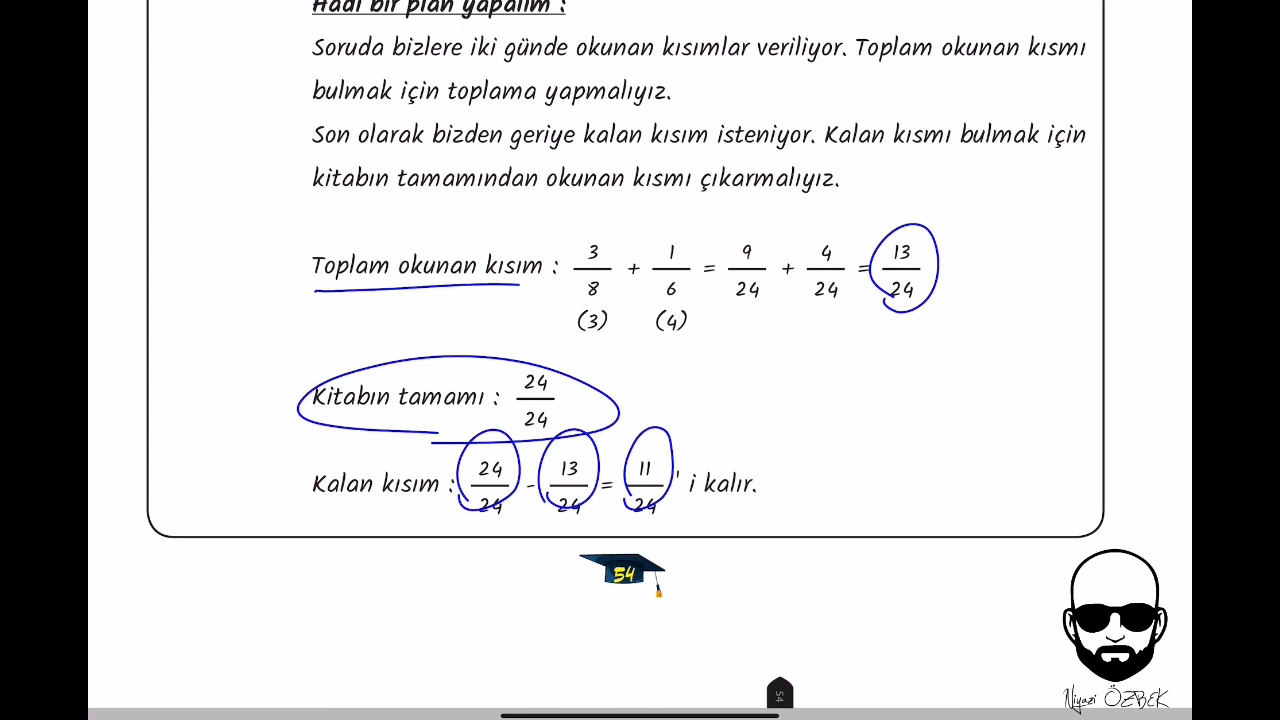 Hadi bir plan yapalım :
Soruda bizlere iki günde okunan kısımlar veriliyor. Toplam okunan kısmı
bulmak için toplama yapmalıyız.
Son olarak bizden geriye kalan kısım isteniyor. Kalan kısmı bulmak için
kitabın tamamından okunan kısmı çıkarmalıyız.
Toplam okunan kısım : 3/8 + 1/6 = 9/24 + 4/24 = 13/24
(3) (4)
Kitabın tamamı : 24/24
Kalan kısım : 24/24 - 13/24 = 11/24 ' i kalır.
54
54
Niyazi ÖZBEK